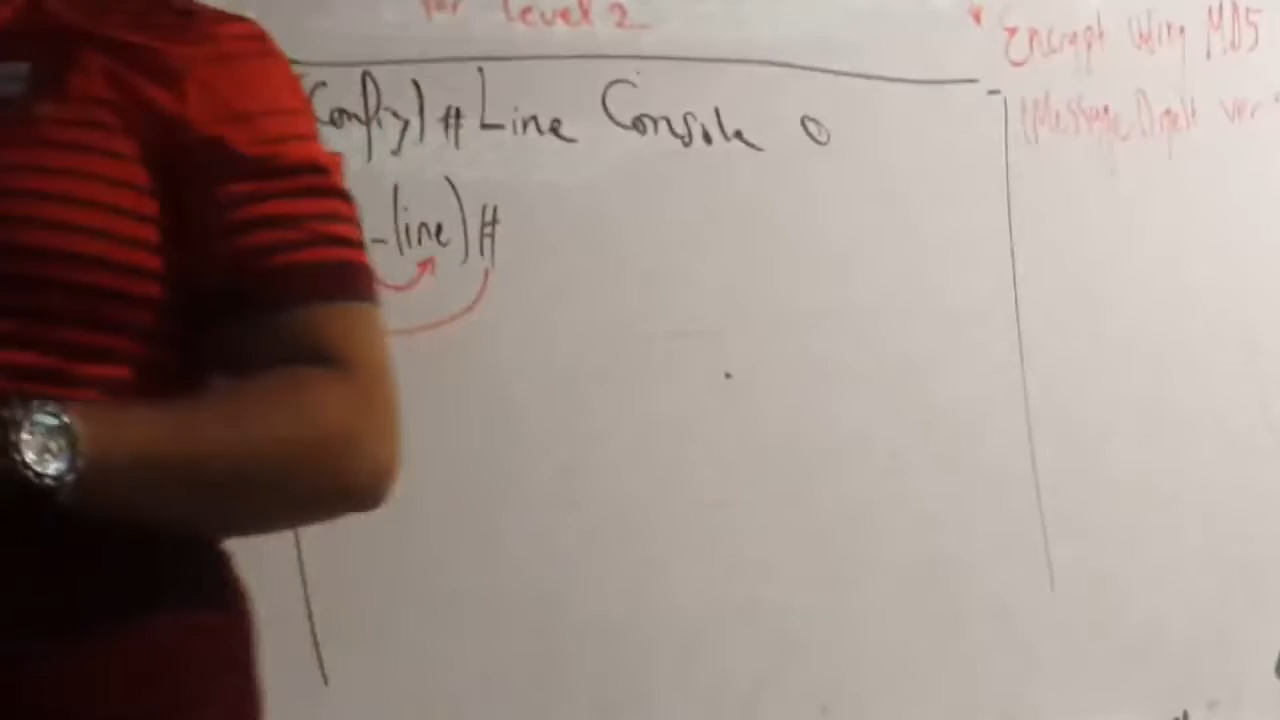 for level 2
* Encrypt Using MD5
(Message Digest ver
config)#Line Console 0
-line)#